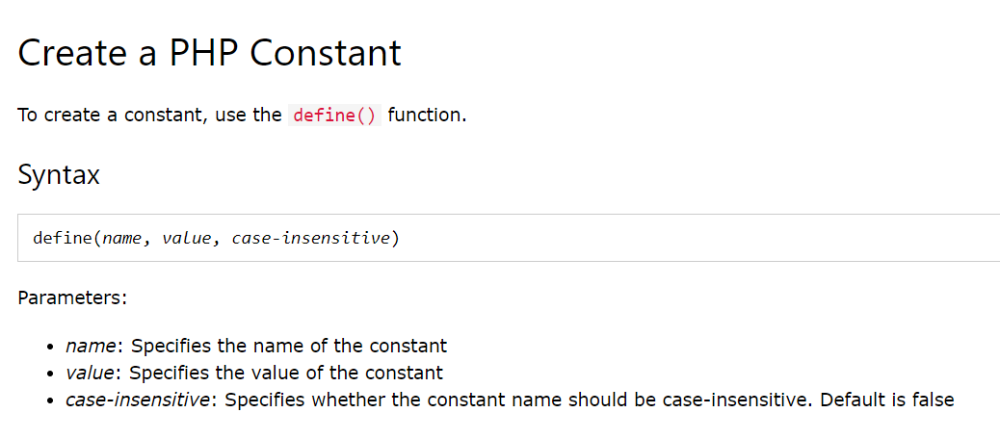 Create a PHP Constant
To create a constant, use the define() function.
Syntax
define(name, value, case-insensitive)
Parameters:
• name: Specifies the name of the constant
• value: Specifies the value of the constant
• case-insensitive: Specifies whether the constant name should be case-insensitive. Default is false